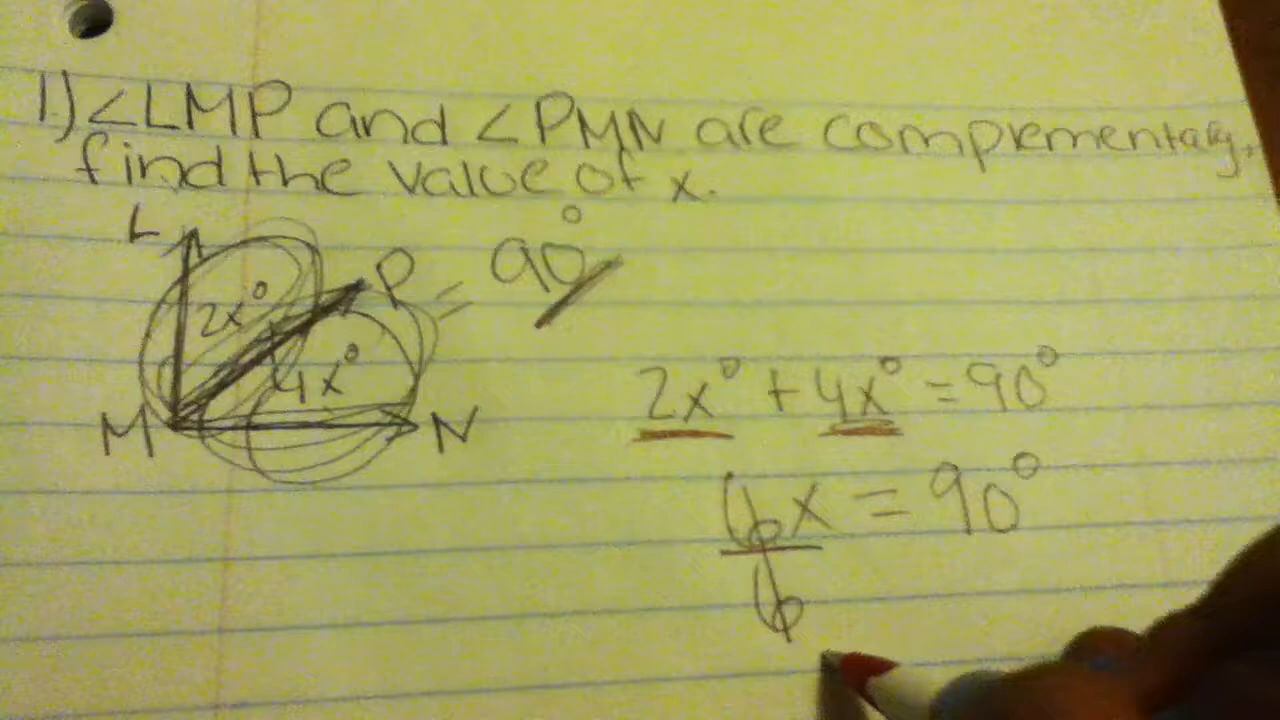 1.) ∠LMP and ∠PMN are complementary,
find the value of x.
L
P = 90°
2x°
4x°
M
N
2x° + 4x° = 90°
6x = 90°
6